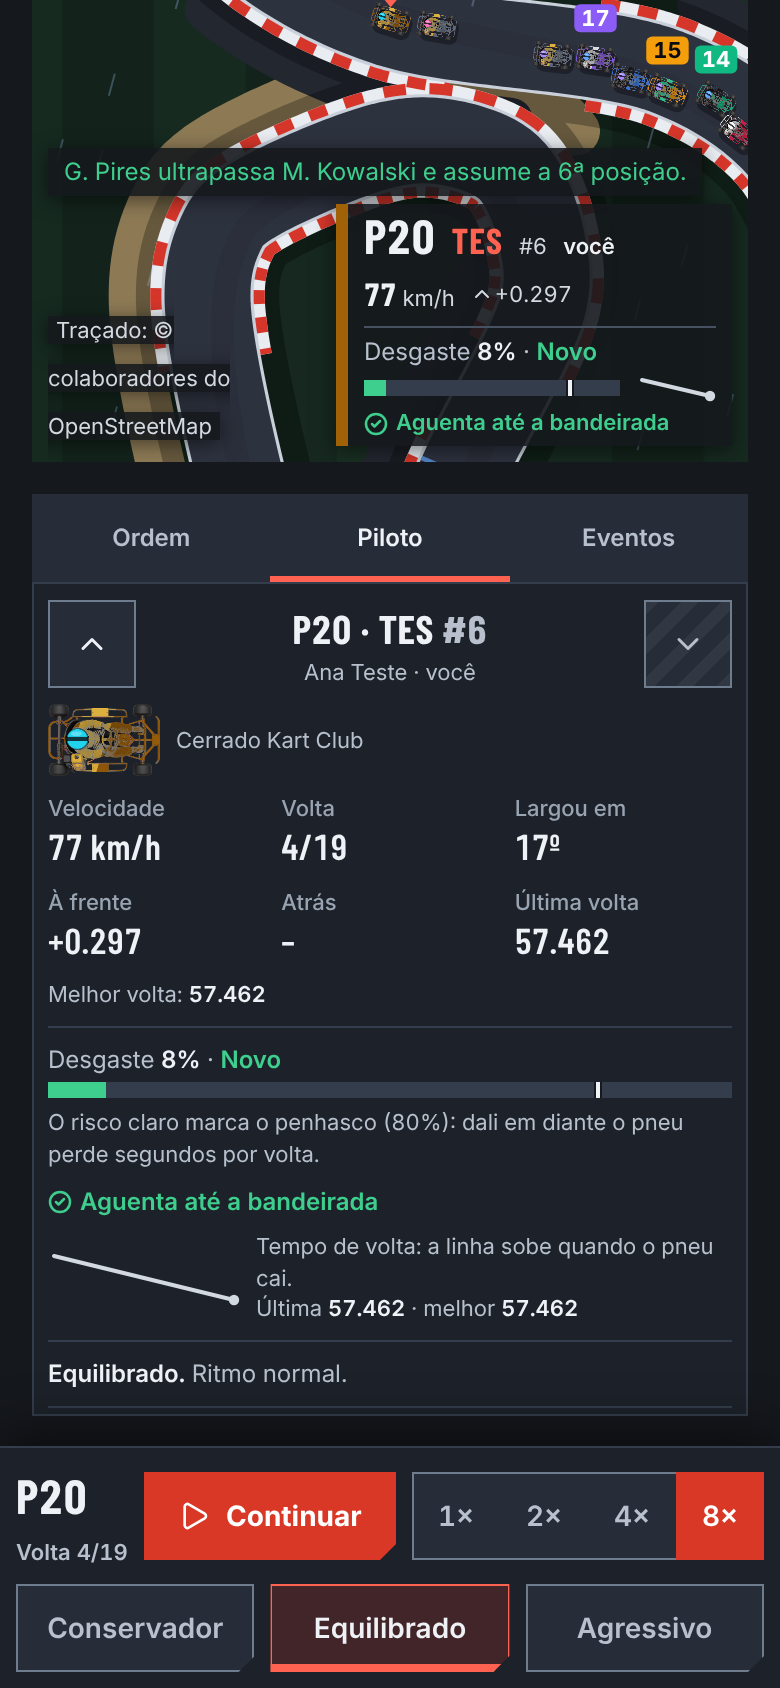 17
15
14
G. Pires ultrapassa M. Kowalski e assume a 6ª posição.
P20 TES #6 você
77 km/h +0.297
Desgaste 8% · Novo
Aguenta até a bandeirada
Traçado: ©
colaboradores do
OpenStreetMap
Ordem
Piloto
Eventos
P20 · TES #6
Ana Teste · você
Cerrado Kart Club
Velocidade
Volta
Largou em
77 km/h
4/19
17º
À frente
Atrás
Última volta
+0.297
–
57.462
Melhor volta: 57.462
Desgaste 8% · Novo
O risco claro marca o penhasco (80%): dali em diante o pneu
perde segundos por volta.
Aguenta até a bandeirada
Tempo de volta: a linha sobe quando o pneu
cai.
Última 57.462 · melhor 57.462
Equilibrado. Ritmo normal.
P20
Volta 4/19
Continuar
1×
2×
4×
8×
Conservador
Equilibrado
Agressivo